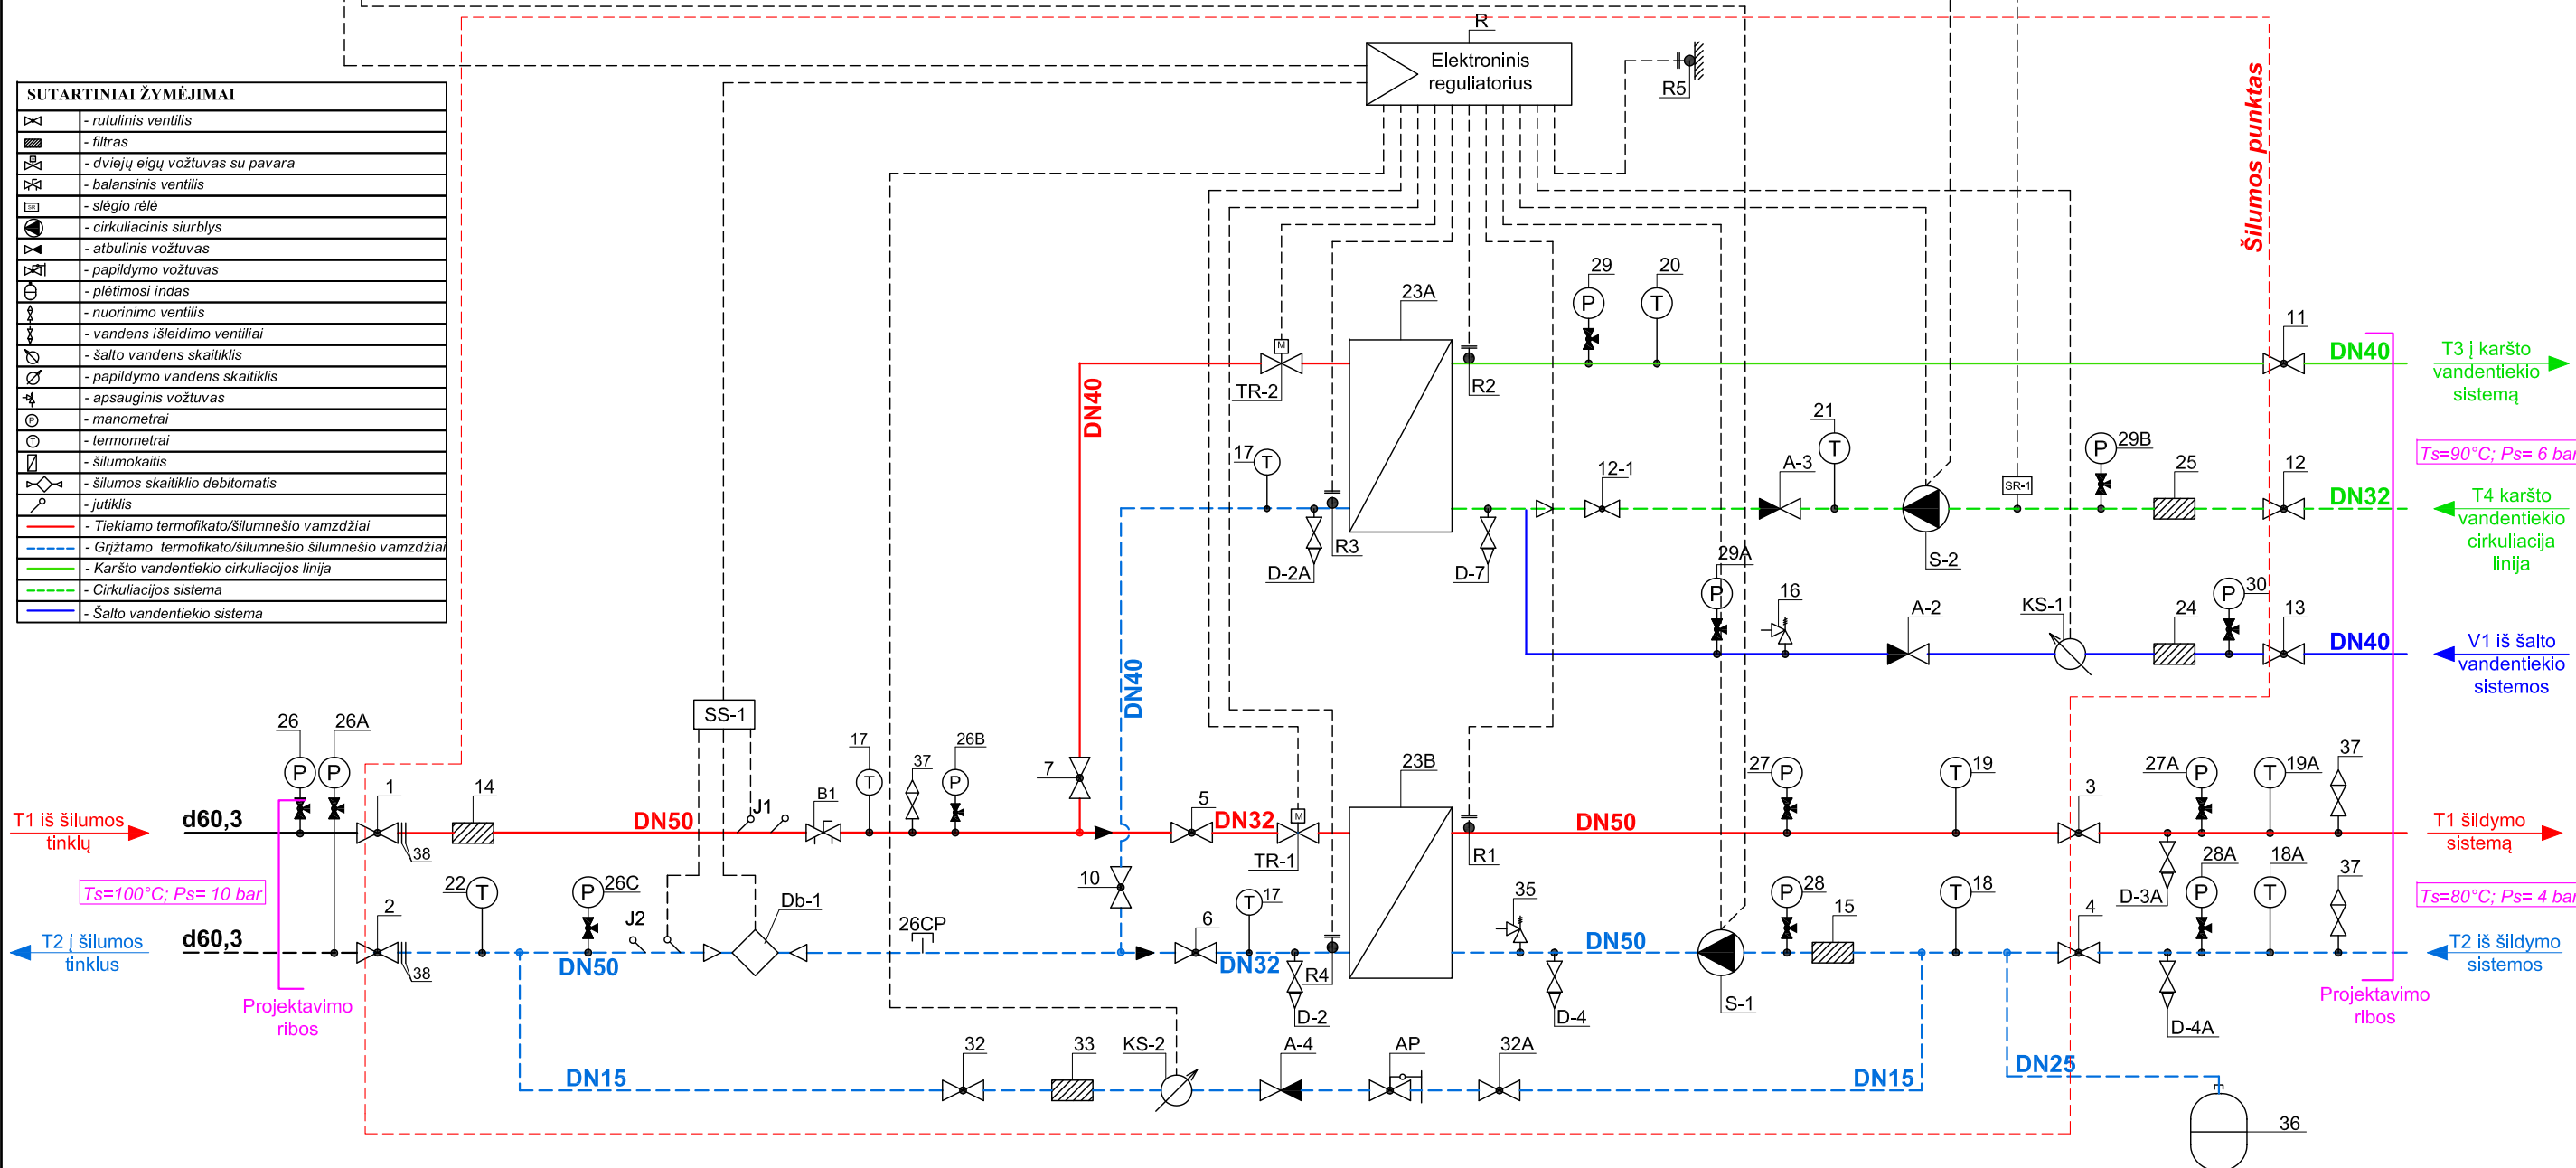 R
Elektroninis
reguliatorius
R5
Šilumos punktas
SUTARTINIAI ŽYMĖJIMAI
- rutulinis ventilis
- filtras
- dviejų eigų vožtuvas su pavara
- balansinis ventilis
SR
- slėgio rėlė
- cirkuliacinis siurblys
- atbulinis vožtuvas
- papildymo vožtuvas
- plėtimosi indas
- nuorinimo ventilis
- vandens išleidimo ventiliai
- šalto vandens skaitiklis
- papildymo vandens skaitiklis
- apsauginis vožtuvas
P
- manometrai
T
- termometrai
- šilumokaitis
- šilumos skaitiklio debitomatis
- jutiklis
- Tiekiamo termofikato/šilumnešio vamzdžiai
- Grįžtamo termofikato/šilumnešio šilumnešio vamzdžiai
- Karšto vandentiekio cirkuliacijos linija
- Cirkuliacijos sistema
- Šalto vandentiekio sistema
29
20
23A
P
T
11
M
TR-2
R2
DN40
DN40
T3 į karšto
vandentiekio
sistemą
17
T
12-1
A-3
21
T
29B
P
25
12
Ts=90°C; Ps= 6 bar
SR-1
DN32
T4 karšto
vandentiekio
cirkuliacija
linija
R3
D-2A
D-7
S-2
29A
P
16
A-2
KS-1
24
30
P
13
DN40
V1 iš šalto
vandentiekio
sistemos
DN40
SS-1
26
26A
P
P
1
14
J1
B1
17
T
37
26B
P
7
5
23B
27
P
T
19
3
27A
P
T
19A
37
T1 iš šilumos
tinklų
d60,3
38
DN50
DN32
M
TR-1
R1
DN50
T1 šildymo
sistemą
Ts=100°C; Ps= 10 bar
2
22
T
P
26C
J2
Db-1
26CP
10
6
T
17
35
P
28
15
T
18
4
D-3A
28A
P
18A
T
37
Ts=80°C; Ps= 4 bar
T2 į šilumos
tinklus
d60,3
38
DN50
DN32
R4
D-2
D-4
DN50
S-1
D-4A
T2 iš šildymo
sistemos
Projektavimo
ribos
Projektavimo
ribos
DN15
32
33
KS-2
A-4
AP
32A
DN15
DN25
36